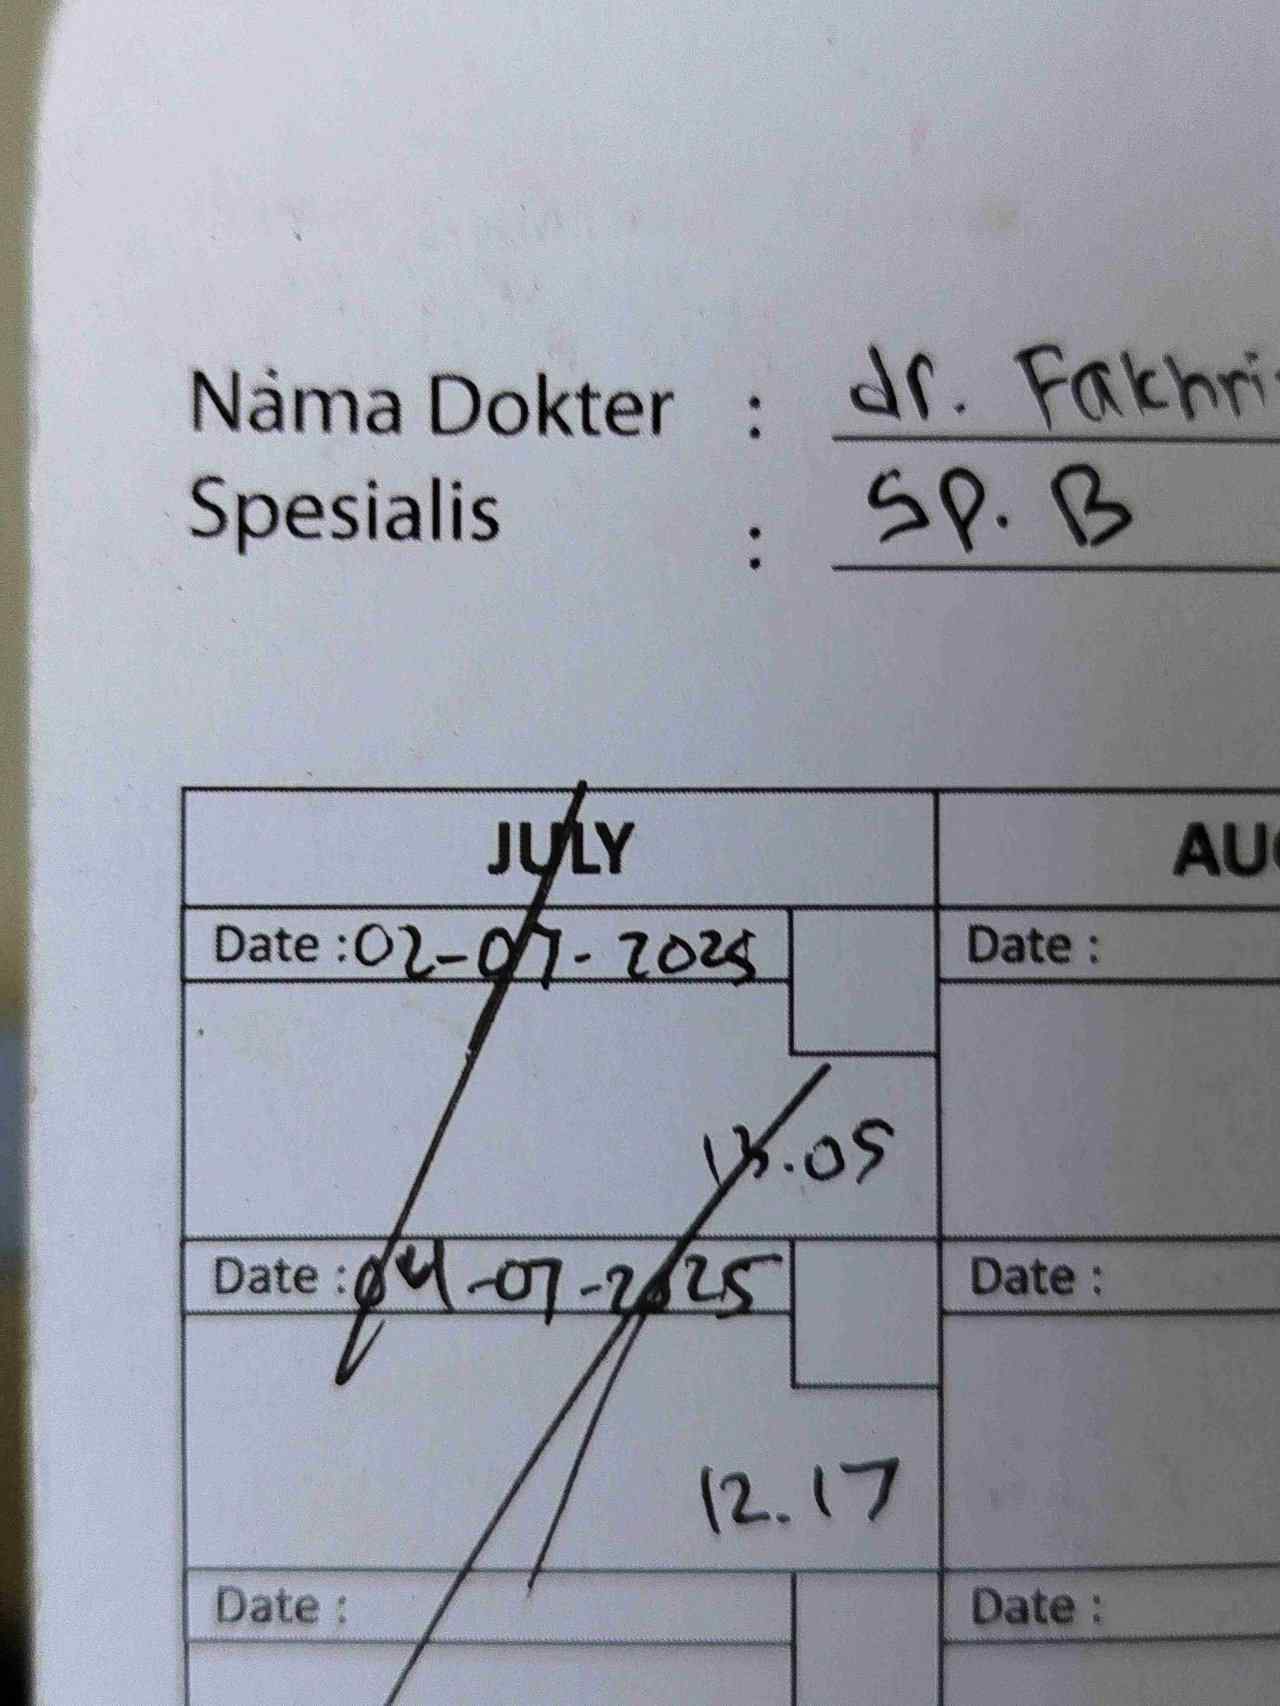 Nama Dokter : dr. Fakhri
Spesialis : Sp. B
JULY
Date : 02-07-2025
13.05
Date : 04-07-2025
12.17
Date :
AUG
Date :
Date :
Date :